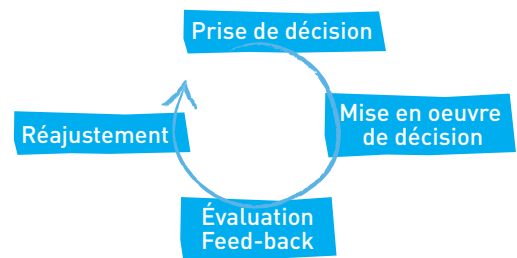 Prise de décision
Mise en oeuvre
de décision
Évaluation
Feed-back
Réajustement